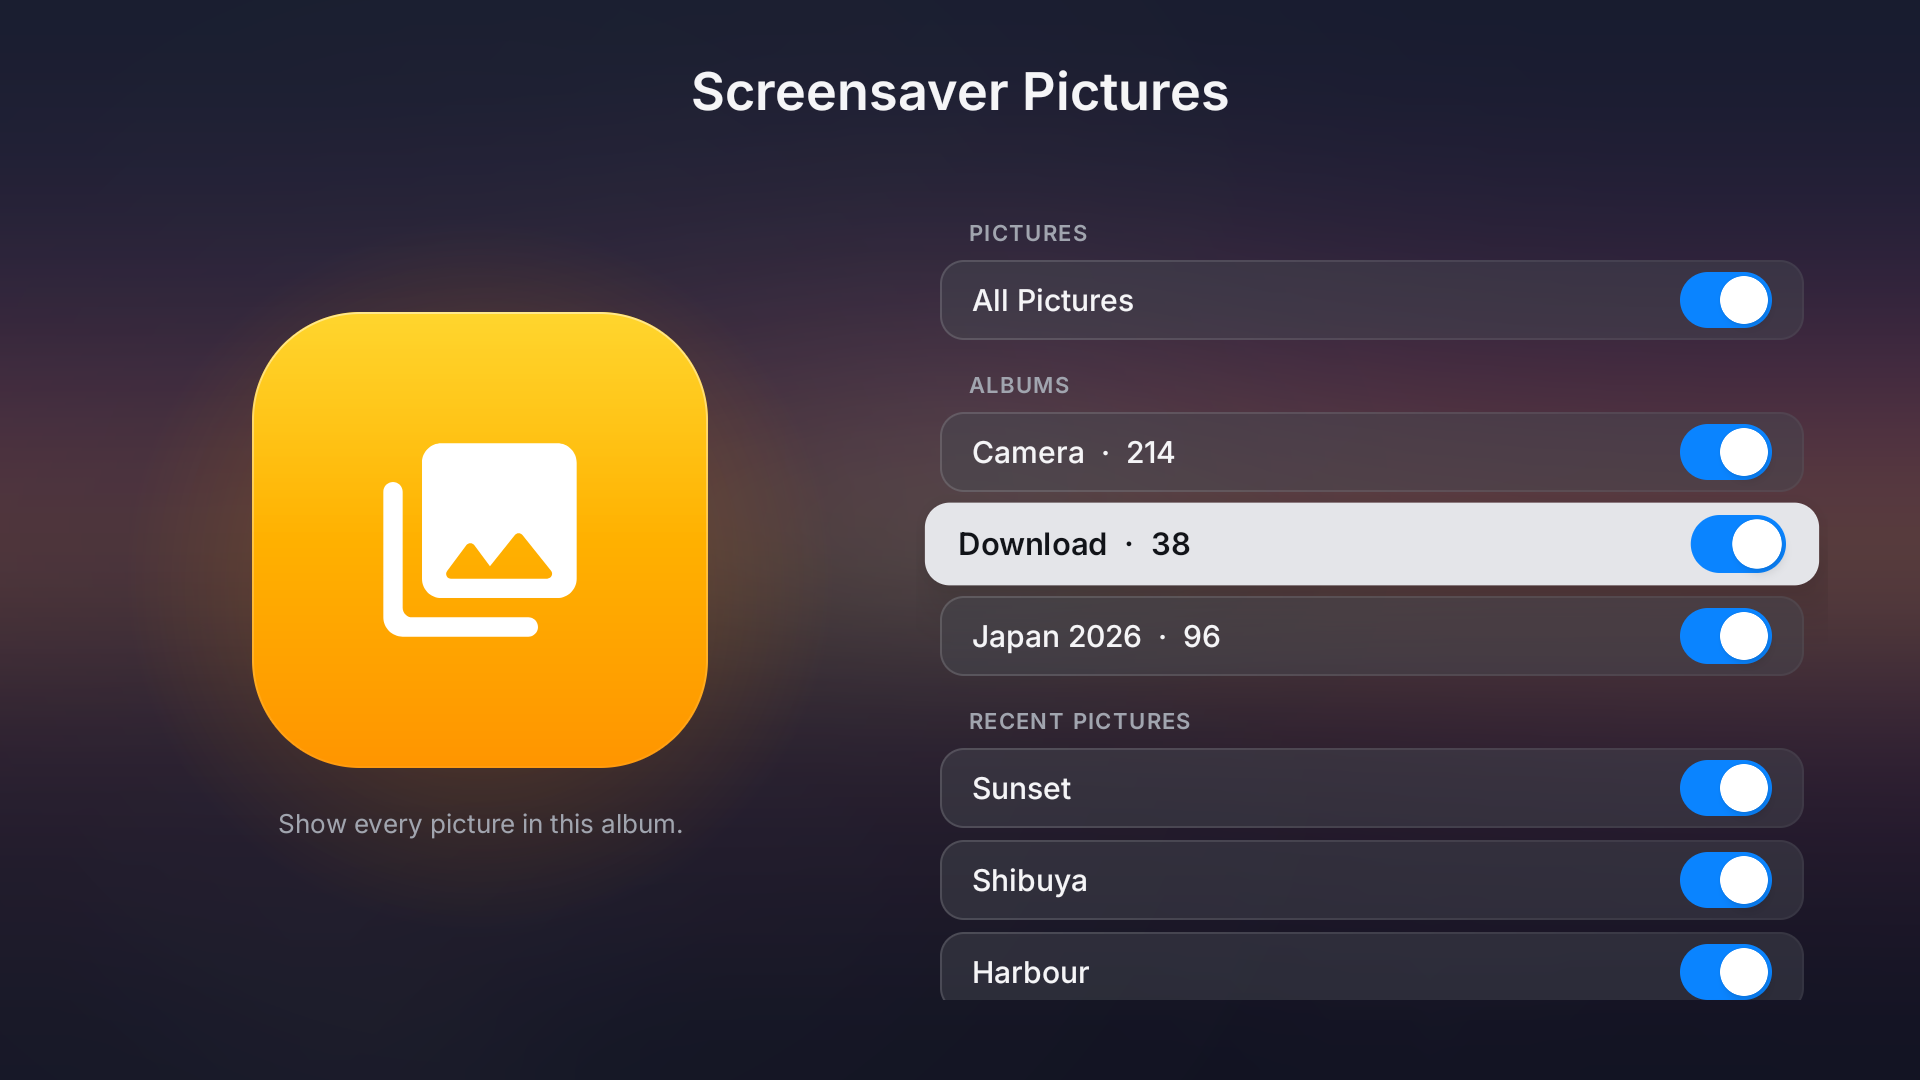 Screensaver Pictures
PICTURES
All Pictures
ALBUMS
Camera · 214
Download · 38
Japan 2026 · 96
RECENT PICTURES
Sunset
Shibuya
Harbour
Show every picture in this album.